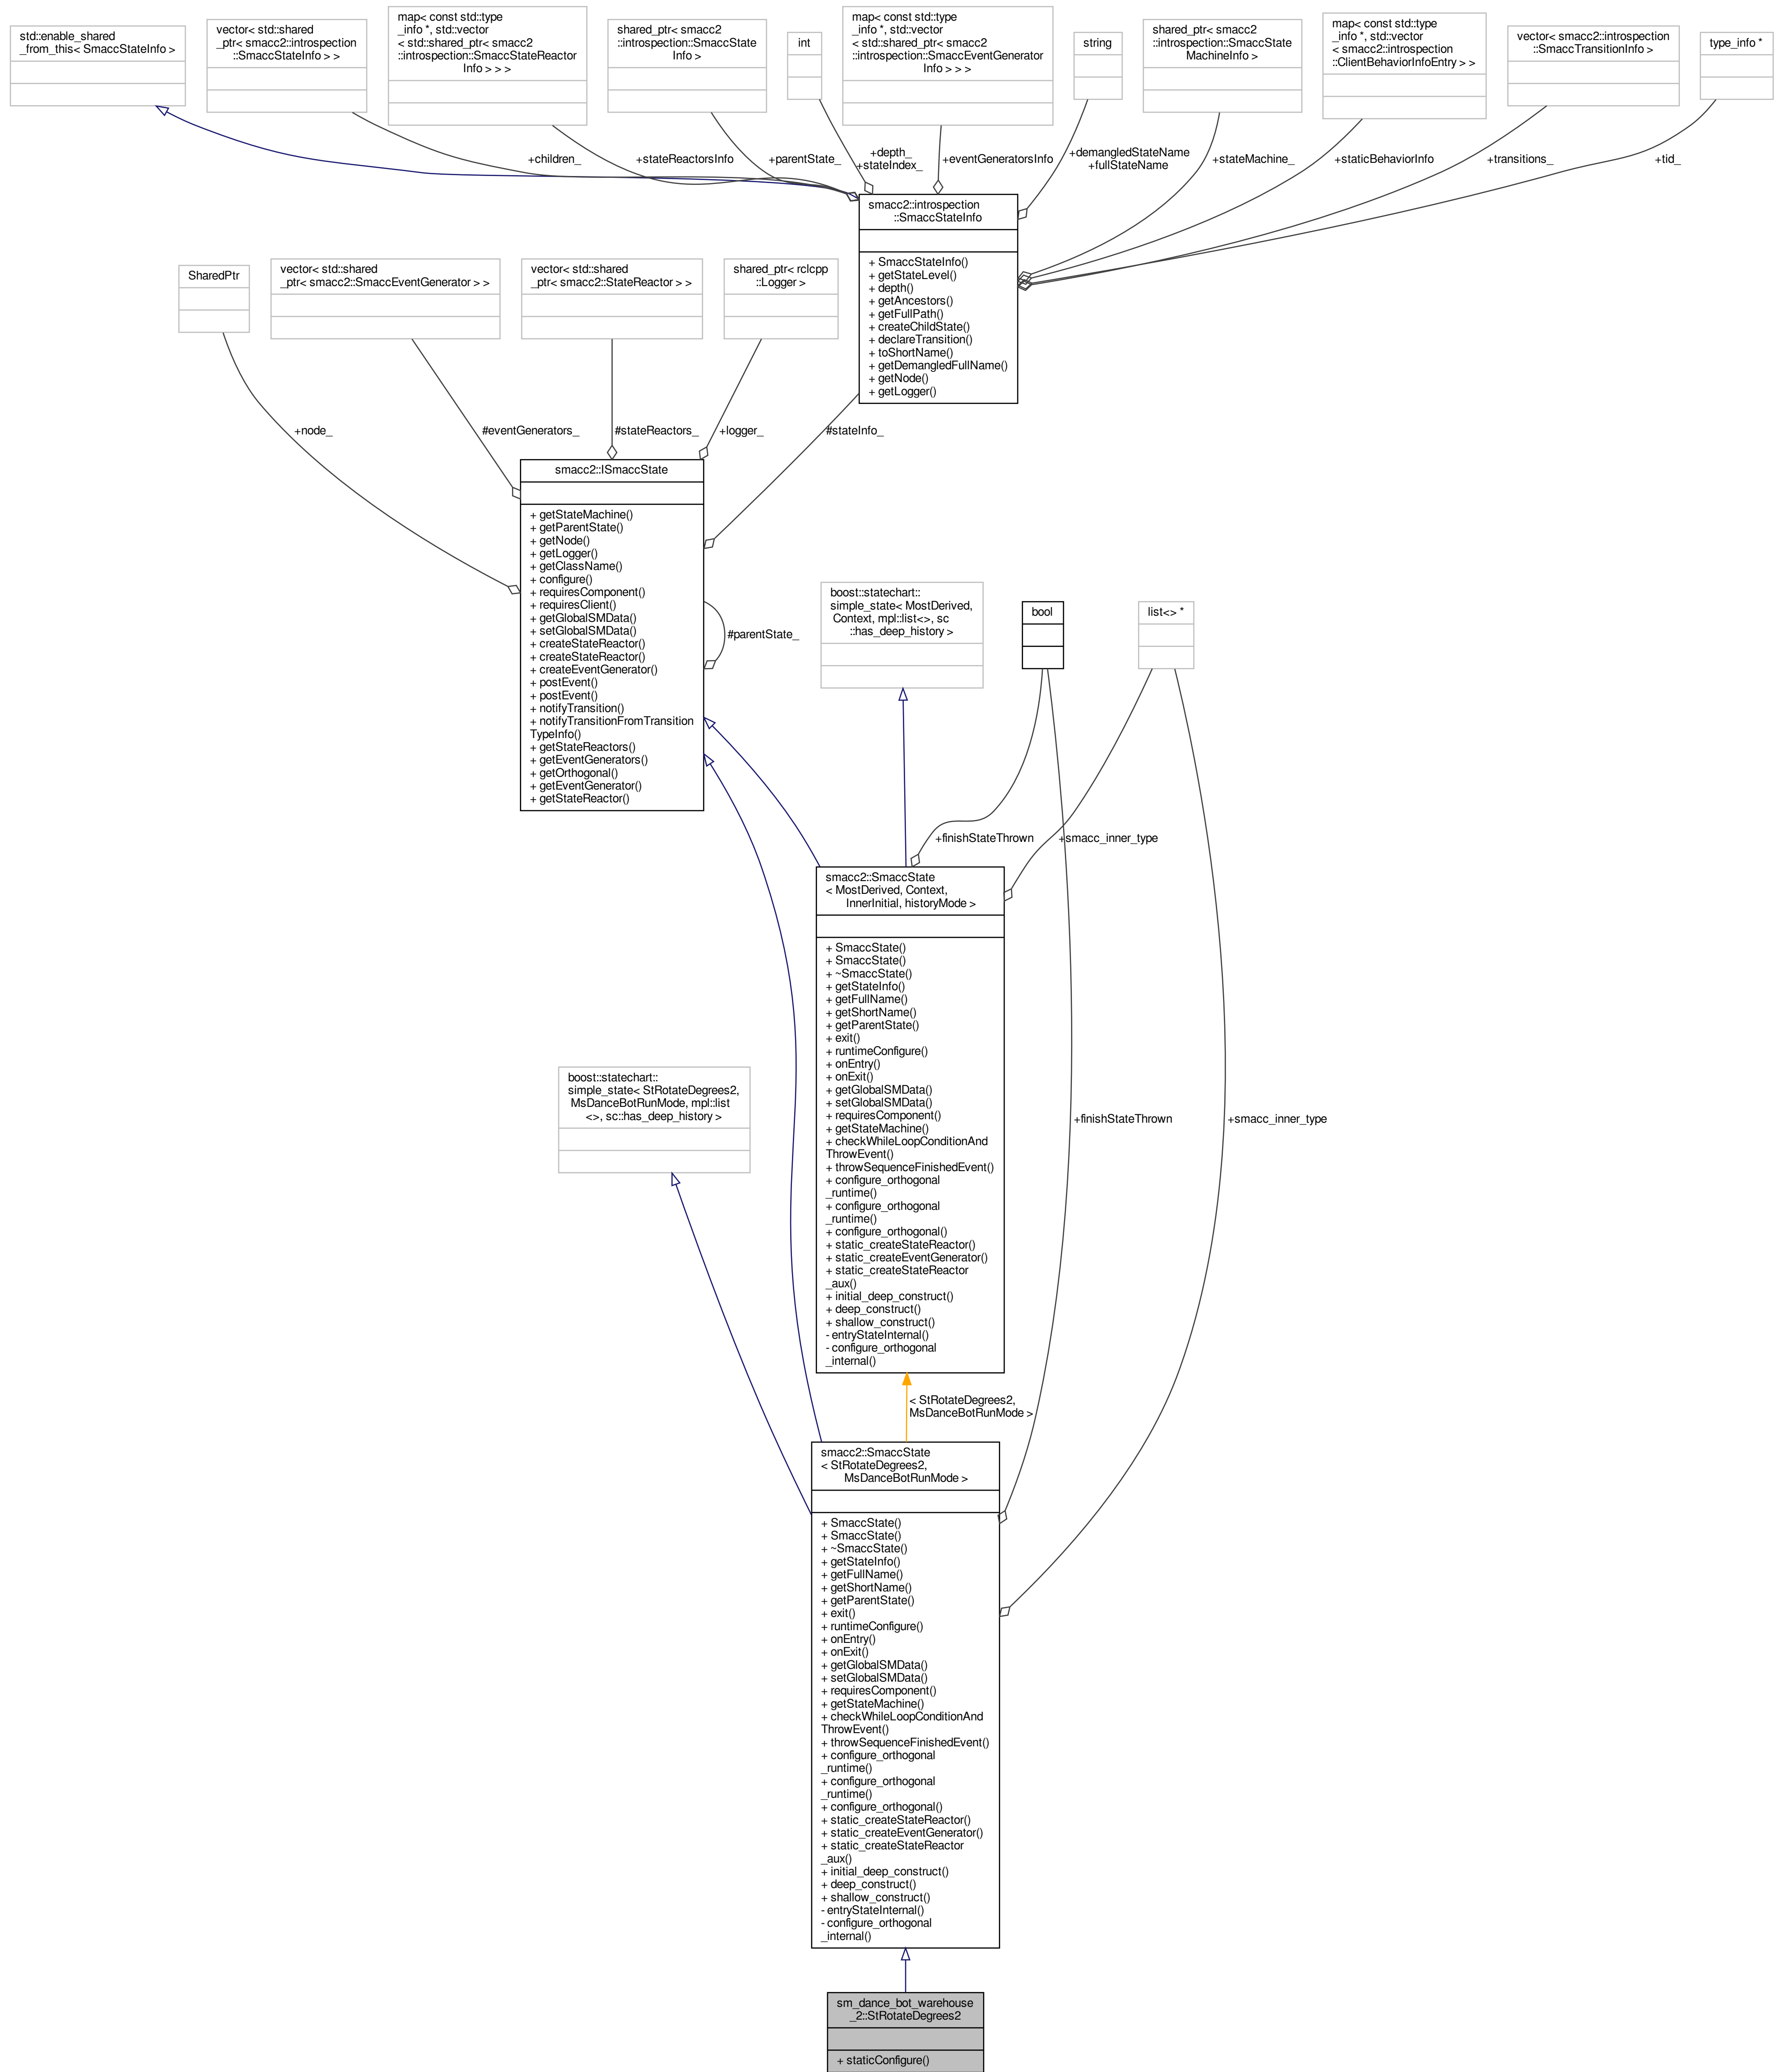 std::enable_shared
_from_this< SmaccStateInfo >
vector< std::shared
_ptr< smacc2::introspection
::SmaccStateInfo > >
map< const std::type
_info *, std::vector
< std::shared_ptr< smacc2
::introspection::SmaccStateReactor
Info > > >
shared_ptr< smacc2
::introspection::SmaccState
Info >
int
map< const std::type
_info *, std::vector
< std::shared_ptr< smacc2
::introspection::SmaccEventGenerator
Info > > >
string
shared_ptr< smacc2
::introspection::SmaccState
MachineInfo >
map< const std::type
_info *, std::vector
< smacc2::introspection
::ClientBehaviorInfoEntry > >
vector< smacc2::introspection
::SmaccTransitionInfo >
type_info *
+children_
+stateReactorsInfo
+parentState_
+depth_
+stateIndex_
+eventGeneratorsInfo
+demangledStateName
+fullStateName
+stateMachine_
+staticBehaviorInfo
+transitions_
+tid_
smacc2::introspection
::SmaccStateInfo
+ SmaccStateInfo()
+ getStateLevel()
+ depth()
+ getAncestors()
+ getFullPath()
+ createChildState()
+ declareTransition()
+ toShortName()
+ getDemangledFullName()
+ getNode()
+ getLogger()
SharedPtr
vector< std::shared
_ptr< smacc2::SmaccEventGenerator > >
vector< std::shared
_ptr< smacc2::StateReactor > >
shared_ptr< rclcpp
::Logger >
+node_
#eventGenerators_
#stateReactors_
+logger_
#stateInfo_
smacc2::ISmaccState
+ getStateMachine()
+ getParentState()
+ getNode()
+ getLogger()
+ getClassName()
+ configure()
+ requiresComponent()
+ requiresClient()
+ getGlobalSMData()
+ setGlobalSMData()
+ createStateReactor()
+ createStateReactor()
+ createEventGenerator()
+ postEvent()
+ postEvent()
+ notifyTransition()
+ notifyTransitionFromTransition
TypeInfo()
+ getStateReactors()
+ getEventGenerators()
+ getOrthogonal()
+ getEventGenerator()
+ getStateReactor()
#parentState_
boost::statechart::
simple_state< MostDerived,
Context, mpl::list<>, sc
::has_deep_history >
bool
list<> *
+finishStateThrown
+smacc_inner_type
smacc2::SmaccState
< MostDerived, Context,
InnerInitial, historyMode >
+ SmaccState()
+ SmaccState()
+ ~SmaccState()
+ getStateInfo()
+ getFullName()
+ getShortName()
+ getParentState()
+ exit()
+ runtimeConfigure()
+ onEntry()
+ onExit()
+ getGlobalSMData()
+ setGlobalSMData()
+ requiresComponent()
+ getStateMachine()
+ checkWhileLoopConditionAnd
ThrowEvent()
+ throwSequenceFinishedEvent()
+ configure_orthogonal
_runtime()
+ configure_orthogonal
_runtime()
+ configure_orthogonal()
+ static_createStateReactor()
+ static_createEventGenerator()
+ static_createStateReactor
_aux()
+ initial_deep_construct()
+ deep_construct()
+ shallow_construct()
- entryStateInternal()
- configure_orthogonal
_internal()
boost::statechart::
simple_state< StRotateDegrees2,
MsDanceBotRunMode, mpl::list
<>, sc::has_deep_history >
+finishStateThrown
+smacc_inner_type
< StRotateDegrees2,
MsDanceBotRunMode >
smacc2::SmaccState
< StRotateDegrees2,
MsDanceBotRunMode >
+ SmaccState()
+ SmaccState()
+ ~SmaccState()
+ getStateInfo()
+ getFullName()
+ getShortName()
+ getParentState()
+ exit()
+ runtimeConfigure()
+ onEntry()
+ onExit()
+ getGlobalSMData()
+ setGlobalSMData()
+ requiresComponent()
+ getStateMachine()
+ checkWhileLoopConditionAnd
ThrowEvent()
+ throwSequenceFinishedEvent()
+ configure_orthogonal
_runtime()
+ configure_orthogonal
_runtime()
+ configure_orthogonal()
+ static_createStateReactor()
+ static_createEventGenerator()
+ static_createStateReactor
_aux()
+ initial_deep_construct()
+ deep_construct()
+ shallow_construct()
- entryStateInternal()
- configure_orthogonal
_internal()
sm_dance_bot_warehouse
_2::StRotateDegrees2
+ staticConfigure()